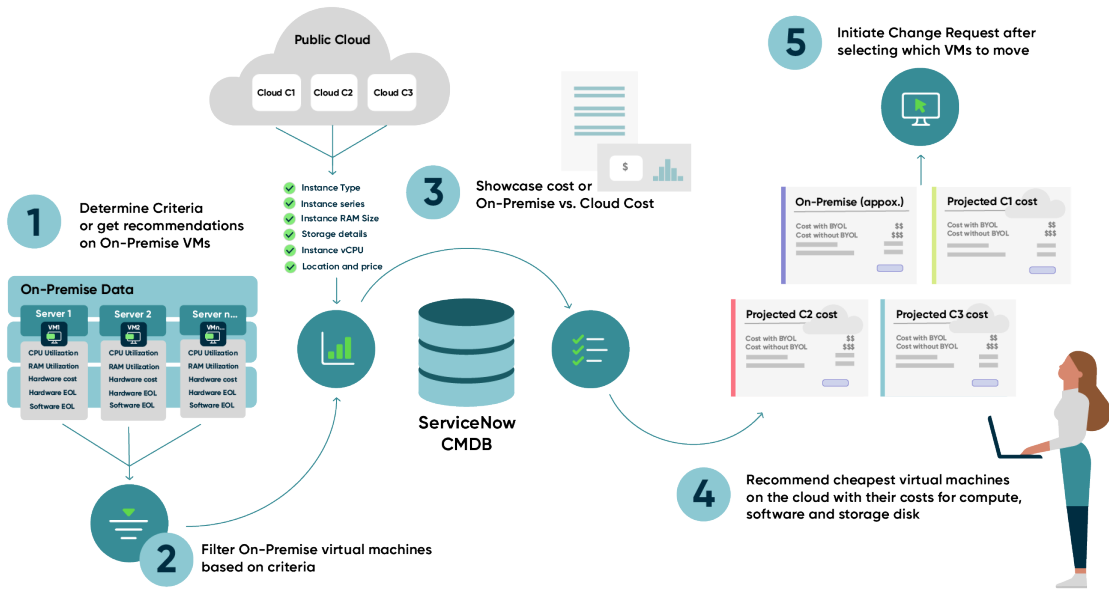 Public Cloud
Cloud C1
Cloud C2
Cloud C3
Instance Type
Instance series
Instance RAM Size
Storage details
Instance vCPU
Location and price
1
Determine Criteria
or get recommendations
on On-Premise VMs
On-Premise Data
Server 1
VM1
CPU Utilization
RAM Utilization
Hardware cost
Hardware EOL
Software EOL
Server 2
VM2
CPU Utilization
RAM Utilization
Hardware cost
Hardware EOL
Software EOL
Server n...
VMn...
CPU Utilization
RAM Utilization
Hardware cost
Hardware EOL
Software EOL
2
Filter On-Premise virtual machines
based on criteria
3
Showcase cost or
On-Premise vs. Cloud Cost
$
ServiceNow
CMDB
4
Recommend cheapest virtual machines
on the cloud with their costs for compute,
software and storage disk
5
Initiate Change Request after
selecting which VMs to move
On-Premise (appox.)
Cost with BYOL $$
Cost without BYOL $$$
Projected C1 cost
Cost with BYOL $$
Cost without BYOL $$$
Projected C2 cost
Cost with BYOL $$
Cost without BYOL $$$
Projected C3 cost
Cost with BYOL $$
Cost without BYOL $$$